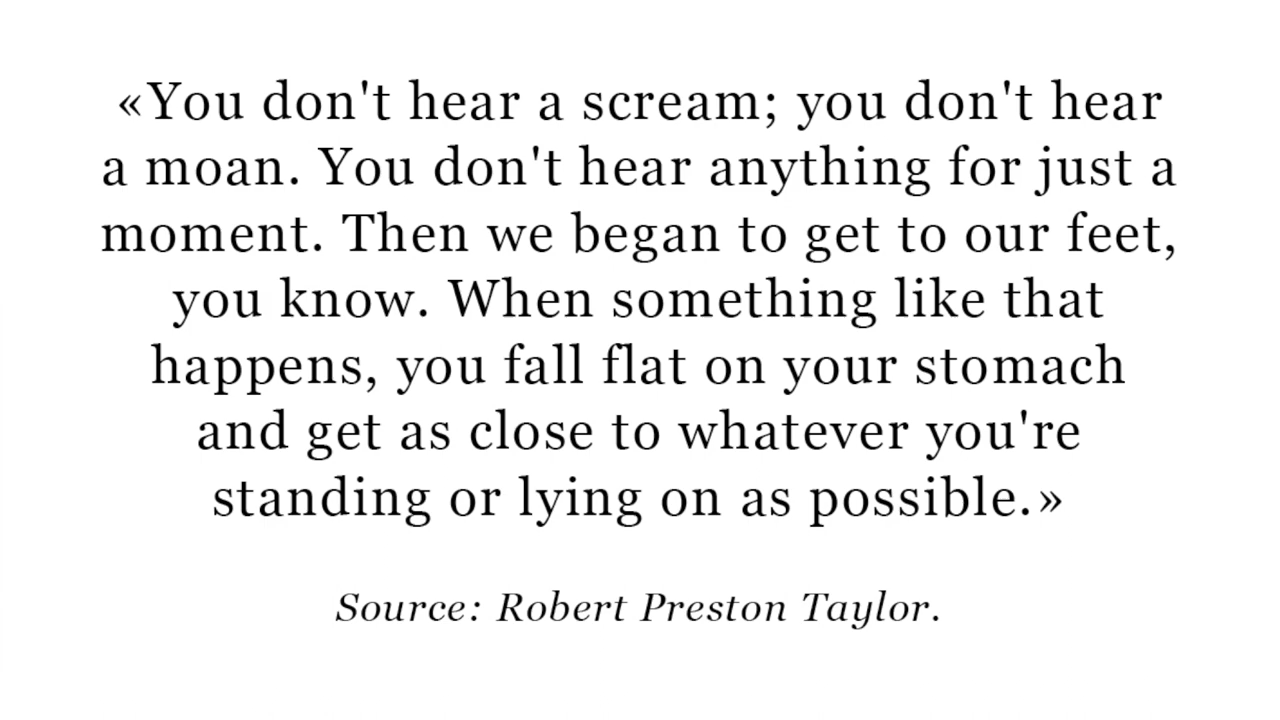 «You don't hear a scream; you don't hear
a moan. You don't hear anything for just a
moment. Then we began to get to our feet,
you know. When something like that
happens, you fall flat on your stomach
and get as close to whatever you're
standing or lying on as possible.»
Source: Robert Preston Taylor.